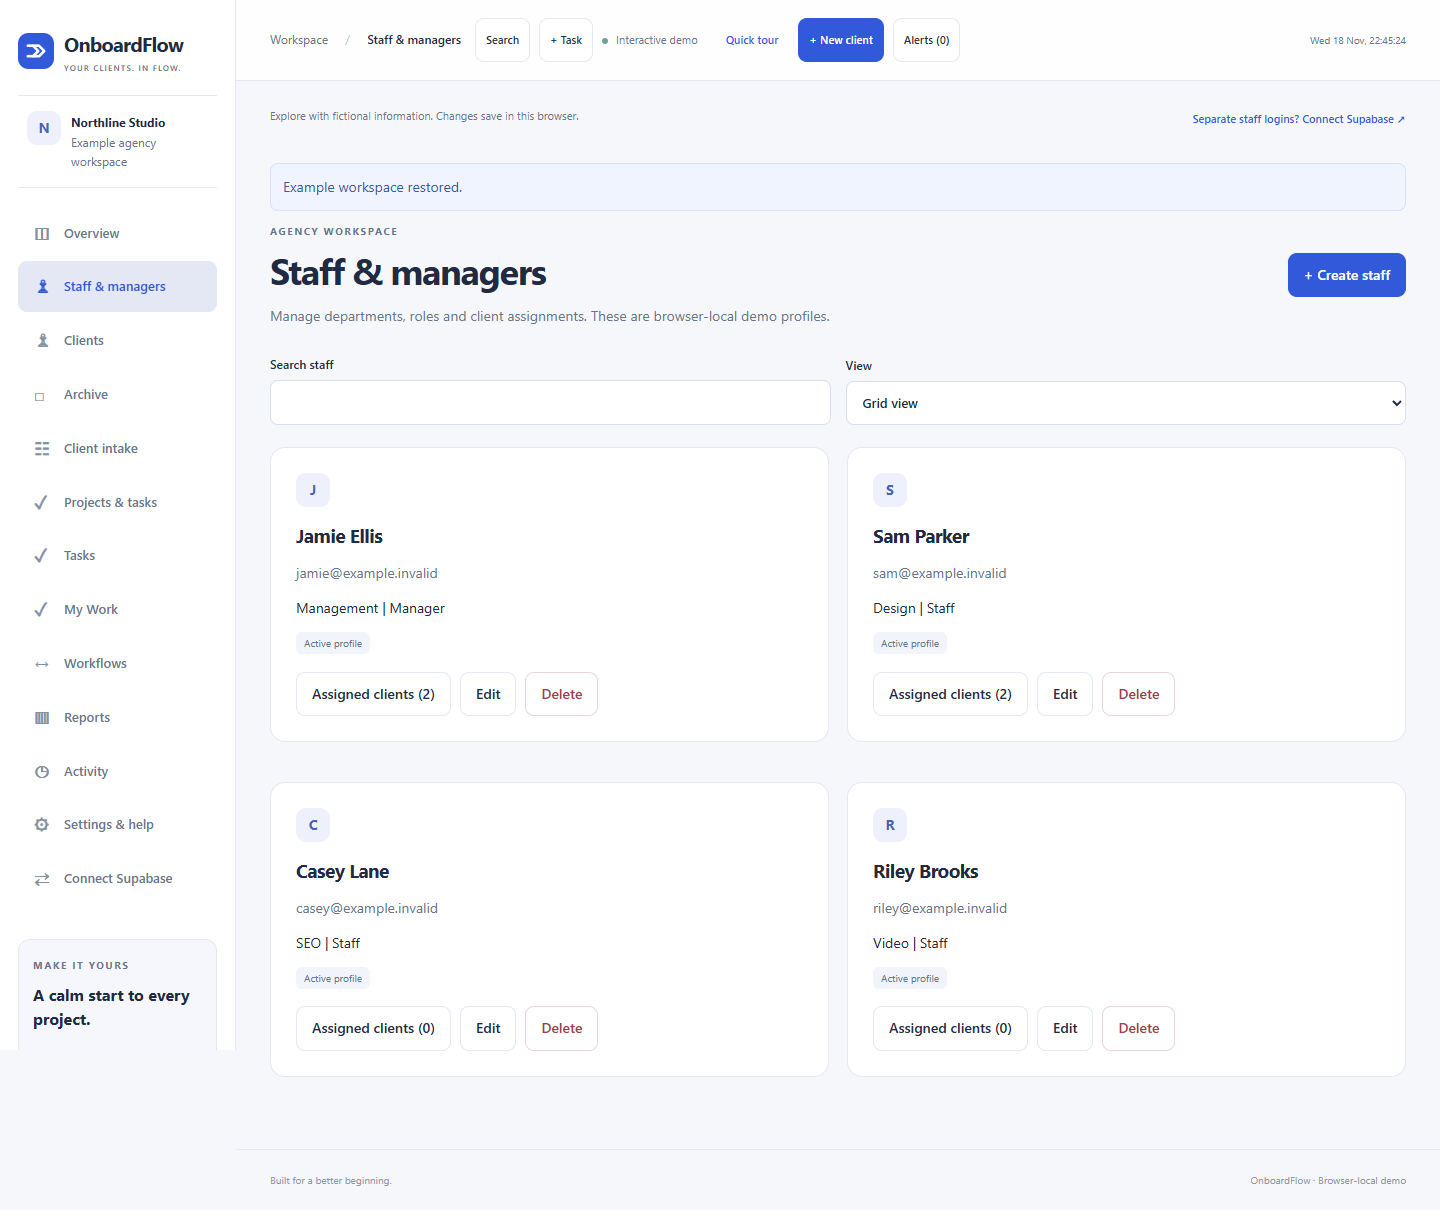 OnboardFlow
YOUR CLIENTS. IN FLOW.
N
Northline Studio
Example agency
workspace
Overview
Staff & managers
Clients
Archive
Client intake
Projects & tasks
Tasks
My Work
Workflows
Reports
Activity
Settings & help
Connect Supabase
MAKE IT YOURS
A calm start to every
project.
Workspace / Staff & managers
Search
+ Task
Interactive demo
Quick tour
+ New client
Alerts (0)
Wed 18 Nov, 22:45:24
Explore with fictional information. Changes save in this browser.
Separate staff logins? Connect Supabase ↗
Example workspace restored.
AGENCY WORKSPACE
Staff & managers
+ Create staff
Manage departments, roles and client assignments. These are browser-local demo profiles.
Search staff
View
Grid view
J
Jamie Ellis
jamie@example.invalid
Management | Manager
Active profile
Assigned clients (2)
Edit
Delete
S
Sam Parker
sam@example.invalid
Design | Staff
Active profile
Assigned clients (2)
Edit
Delete
C
Casey Lane
casey@example.invalid
SEO | Staff
Active profile
Assigned clients (0)
Edit
Delete
R
Riley Brooks
riley@example.invalid
Video | Staff
Active profile
Assigned clients (0)
Edit
Delete
Built for a better beginning.
OnboardFlow · Browser-local demo